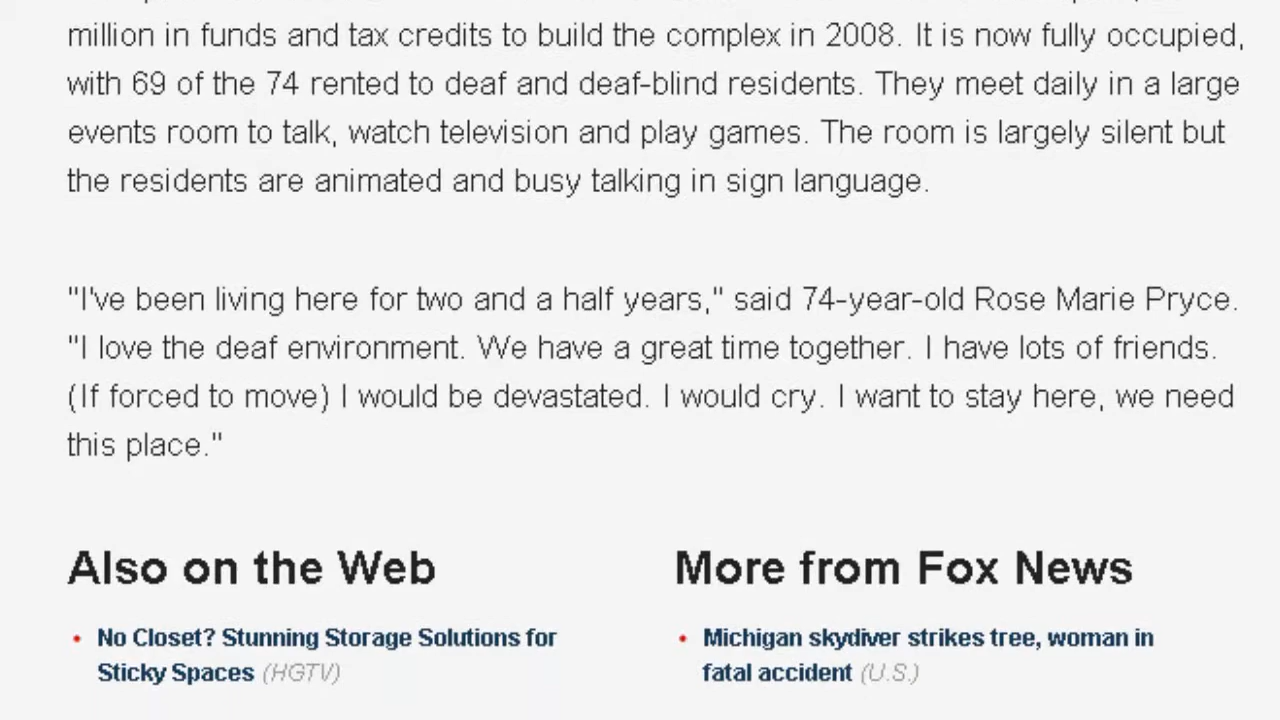 million in funds and tax credits to build the complex in 2008. It is now fully occupied,
with 69 of the 74 rented to deaf and deaf-blind residents. They meet daily in a large
events room to talk, watch television and play games. The room is largely silent but
the residents are animated and busy talking in sign language.
"I've been living here for two and a half years," said 74-year-old Rose Marie Pryce.
"I love the deaf environment. We have a great time together. I have lots of friends.
(If forced to move) I would be devastated. I would cry. I want to stay here, we need
this place."
Also on the Web
• No Closet? Stunning Storage Solutions for
Sticky Spaces (HGTV)
More from Fox News
• Michigan skydiver strikes tree, woman in
fatal accident (U.S.)